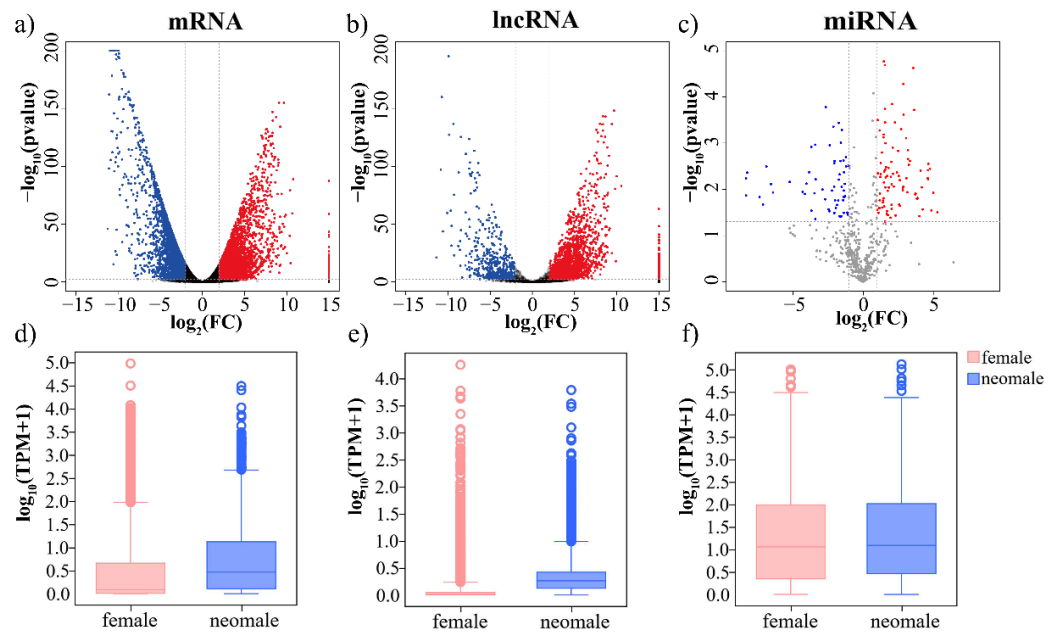 a) mRNA
−log10(pvalue)
200
150
100
50
0
−15 −10 −5 0 5 10 15
log2(FC)
b) lncRNA
−log10(pvalue)
200
150
100
50
0
−15 −10 −5 0 5 10 15
log2(FC)
c) miRNA
−log10(pvalue)
5
4
3
2
1
0
−5 0 5
log2(FC)
d)
log10(TPM+1)
5.0
4.5
4.0
3.5
3.0
2.5
2.0
1.5
1.0
0.5
0.0
female neomale
e)
log10(TPM+1)
4.0
3.5
3.0
2.5
2.0
1.5
1.0
0.5
0.0
female neomale
f)
log10(TPM+1)
5.0
4.5
4.0
3.5
3.0
2.5
2.0
1.5
1.0
0.5
0.0
female neomale
female
neomale